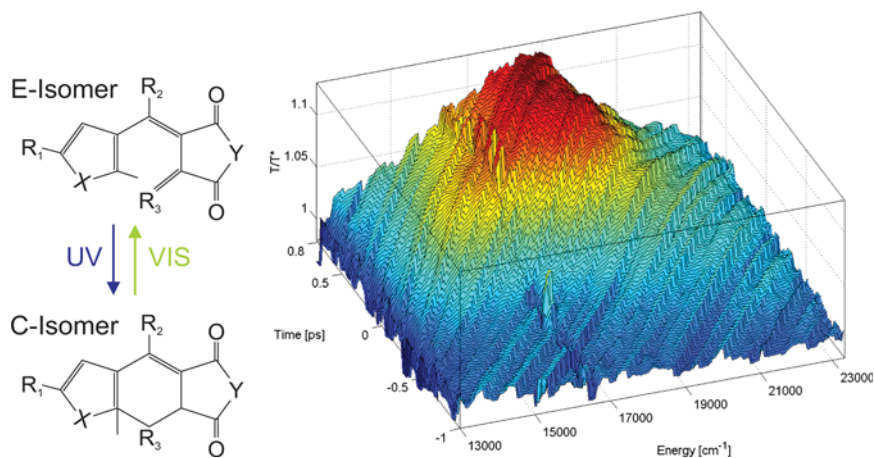 E-Isomer
R2
O
R1
X
Y
R3
O
UV
VIS
C-Isomer
R2
O
R1
X
Y
R3
O
T/T*
1.1
1.05
1
0.8
0.5
0
-0.5
-1
Time [ps]
13000
15000
17000
19000
21000
23000
Energy [cm⁻¹]